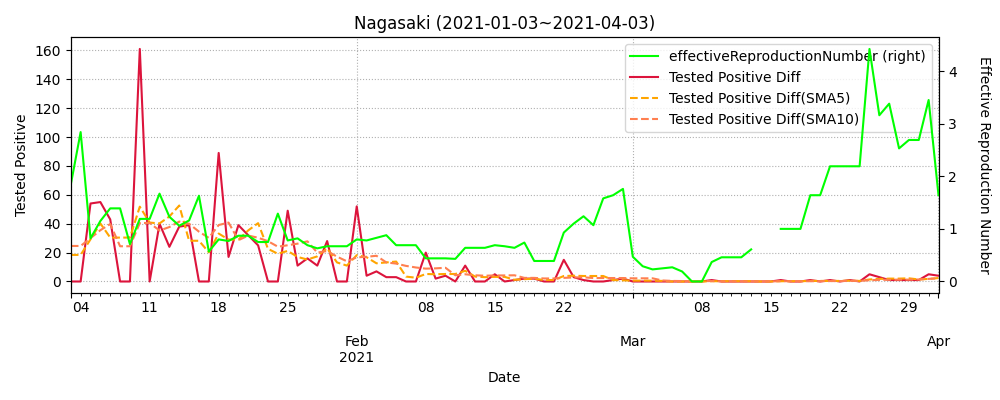 Nagasaki (2021-01-03~2021-04-03)
effectiveReproductionNumber (right)
Tested Positive Diff
Tested Positive Diff(SMA5)
Tested Positive Diff(SMA10)
Tested Positive
160
140
120
100
80
60
40
20
0
4
3
2
1
0
Effective Reproduction Number
04 11 18 25 08 15 22 08 15 22 29
Feb Mar Apr
2021
Date